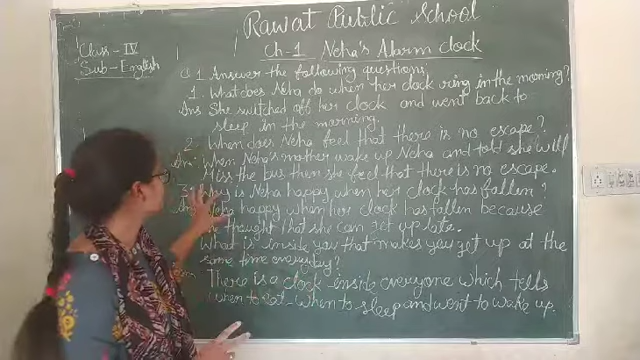 Rawat Public School
Class - IV
Sub - English
Ch-1 Neha's Alarm clock
Q 1 Answer the following questions
1. What does Neha do when her clock ring in the morning?
Ans She switched off her clock and went back to
sleep in the morning.
2. When does Neha feel that there is no escape?
Ans When Neha's mother wake up Neha and told she will
Miss the bus then she feel that there is no escape.
3. Why is Neha happy when her clock has fallen?
Ans Neha happy when her clock has fallen because
she thought that she can get up late.
What is inside you that makes you get up at the
same time everyday?
There is a clock inside everyone which tells
when to eat - when to sleep and went to wake up.